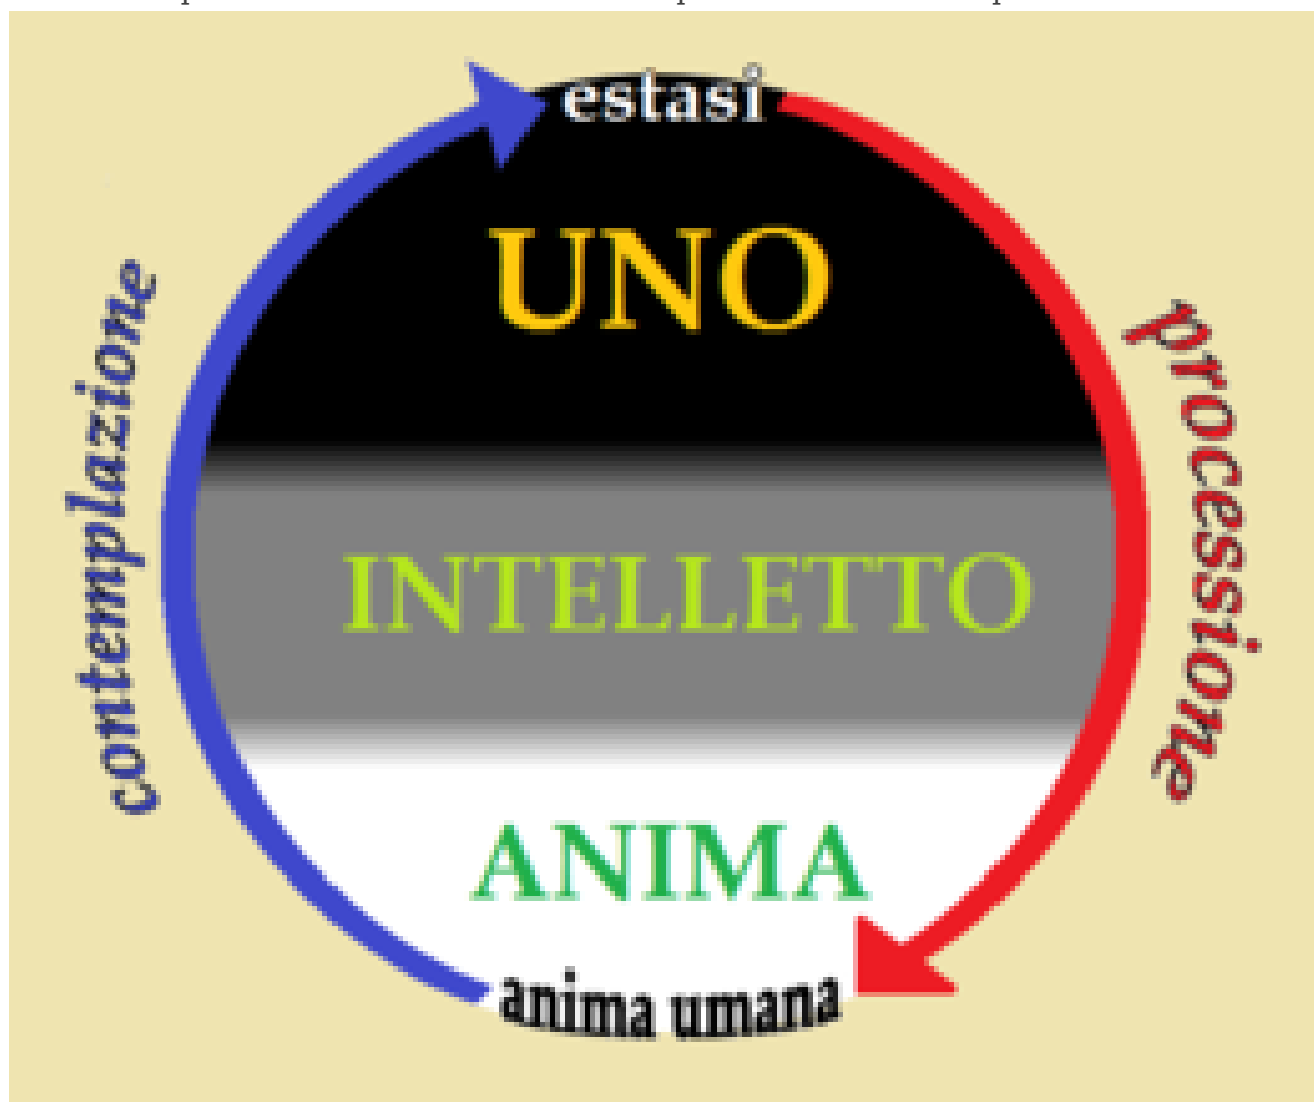 estasi
UNO
contemplazione
processione
INTELLETTO
ANIMA
anima umana